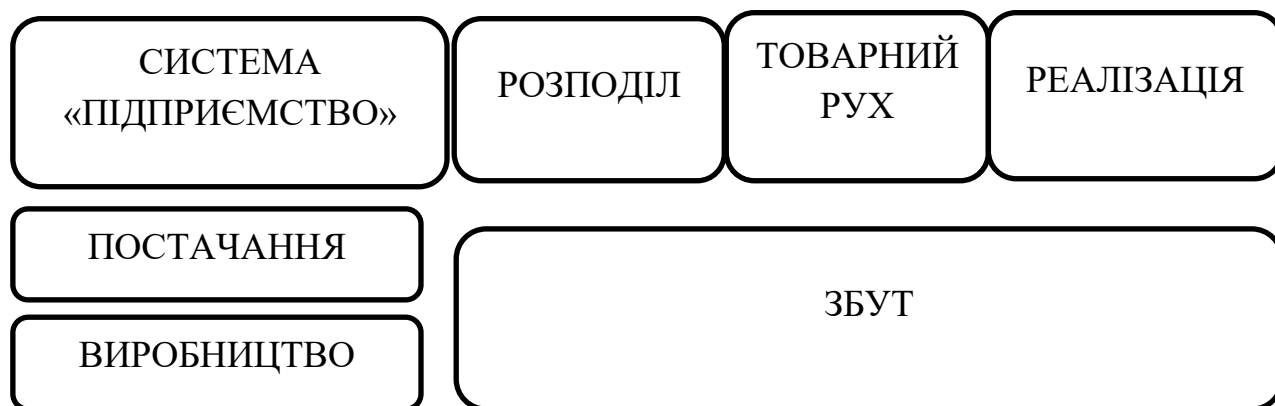 СИСТЕМА
«ПІДПРИЄМСТВО»
РОЗПОДІЛ
ТОВАРНИЙ
РУХ
РЕАЛІЗАЦІЯ
ПОСТАЧАННЯ
ЗБУТ
ВИРОБНИЦТВО